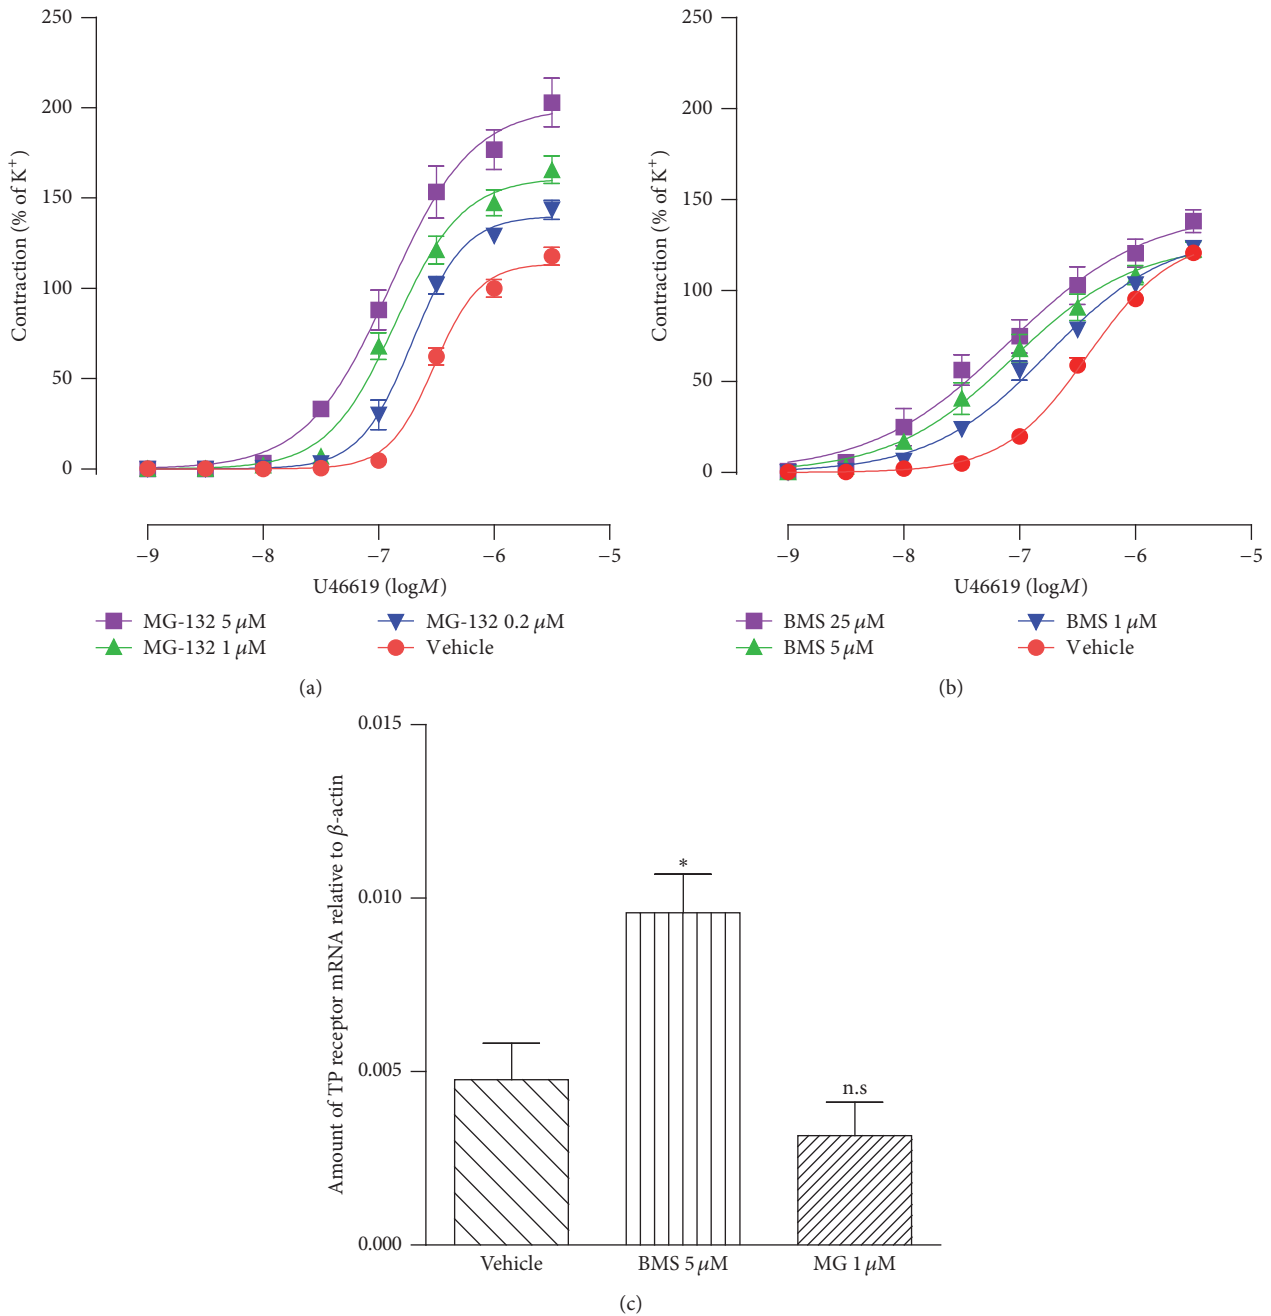 250
200
150
100
50
0
Contraction (% of K⁺)
−9
−8
−7
−6
−5
U46619 (logM)
MG-132 5 μM
MG-132 0.2 μM
MG-132 1 μM
Vehicle
(a)
250
200
150
100
50
0
Contraction (% of K⁺)
−9
−8
−7
−6
−5
U46619 (logM)
BMS 25 μM
BMS 1 μM
BMS 5 μM
Vehicle
(b)
0.015
0.010
0.005
0.000
Amount of TP receptor mRNA relative to β-actin
*
n.s
Vehicle
BMS 5 μM
MG 1 μM
(c)